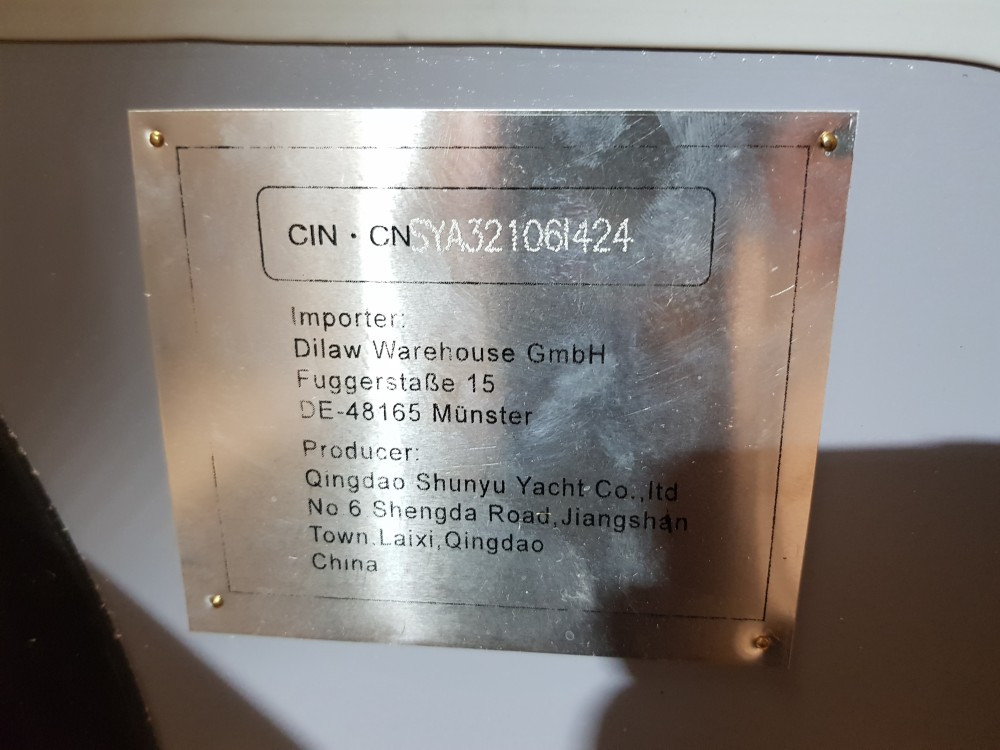 CIN · CNSYA32106I424
Importer:
Dilaw Warehouse GmbH
Fuggerstaße 15
DE-48165 Münster
Producer:
Qingdao Shunyu Yacht Co.,ltd
No 6 Shengda Road,Jiangshan
Town.Laixi,Qingdao
China